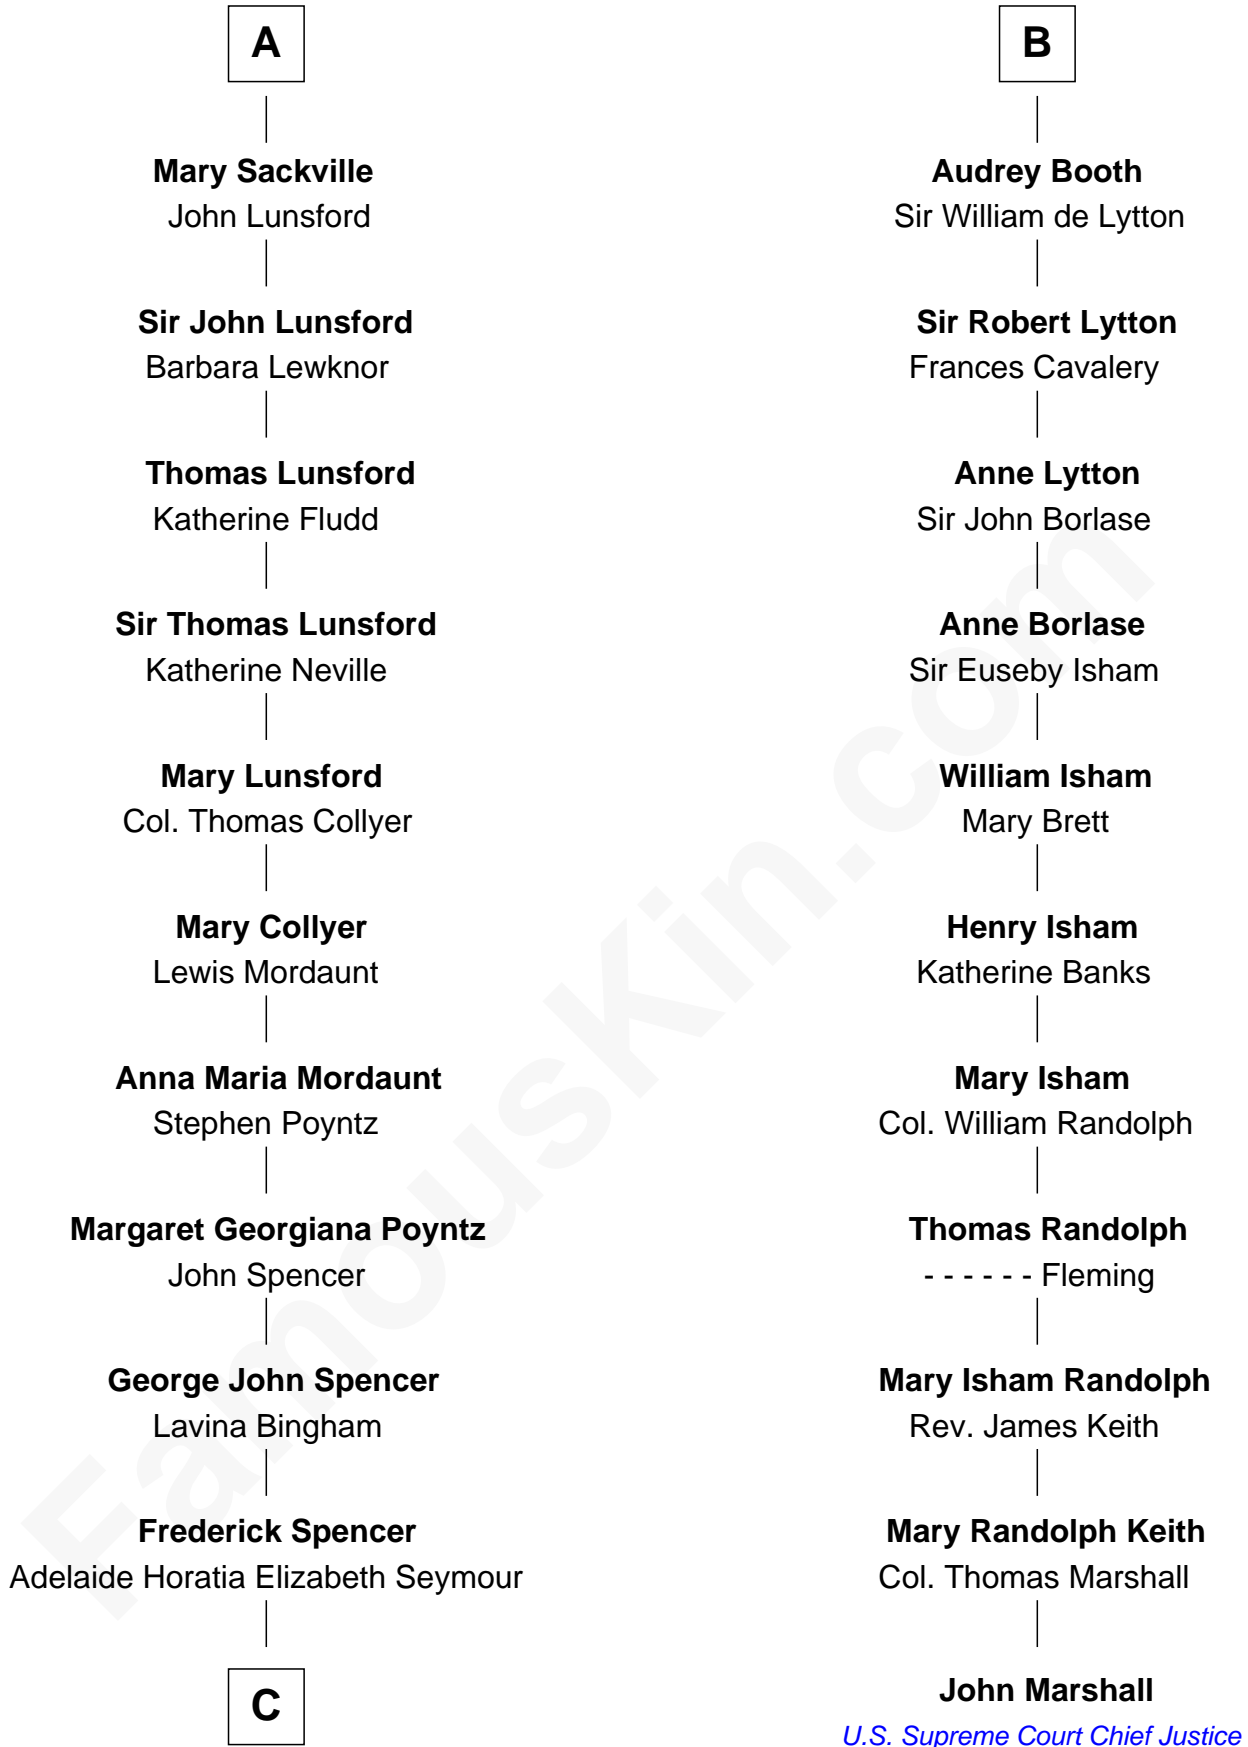 A
Mary Sackville
John Lunsford
Sir John Lunsford
Barbara Lewknor
Thomas Lunsford
Katherine Fludd
Sir Thomas Lunsford
Katherine Neville
Mary Lunsford
Col. Thomas Collyer
Mary Collyer
Lewis Mordaunt
Anna Maria Mordaunt
Stephen Poyntz
Margaret Georgiana Poyntz
John Spencer
George John Spencer
Lavina Bingham
Frederick Spencer
Adelaide Horatia Elizabeth Seymour
C
B
Audrey Booth
Sir William de Lytton
Sir Robert Lytton
Frances Cavalery
Anne Lytton
Sir John Borlase
Anne Borlase
Sir Euseby Isham
William Isham
Mary Brett
Henry Isham
Katherine Banks
Mary Isham
Col. William Randolph
Thomas Randolph
- - - - - - Fleming
Mary Isham Randolph
Rev. James Keith
Mary Randolph Keith
Col. Thomas Marshall
John Marshall
U.S. Supreme Court Chief Justice
FamousKin.com